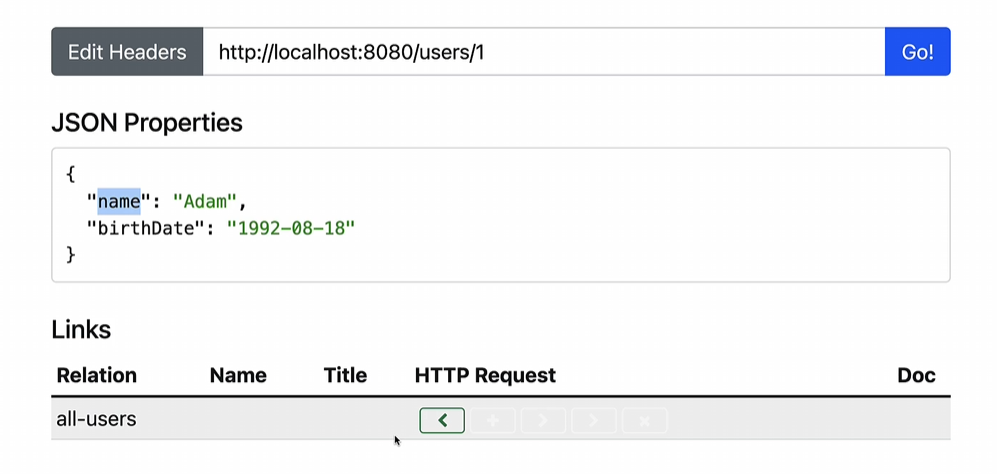 Edit Headers http://localhost:8080/users/1 Go!
JSON Properties
{
"name": "Adam",
"birthDate": "1992-08-18"
}
Links
Relation Name Title HTTP Request Doc
all-users